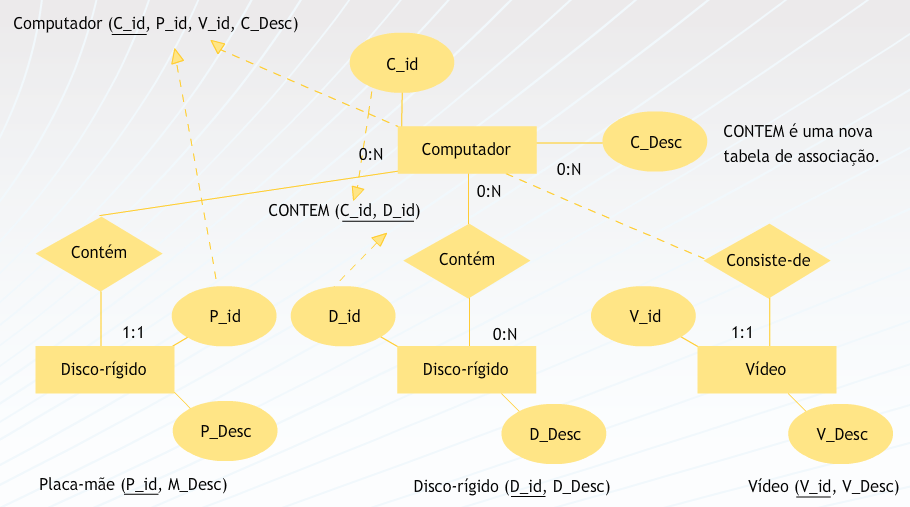 Computador (C_id, P_id, V_id, C_Desc)
C_id
Computador
C_Desc
CONTEM é uma nova
tabela de associação.
0:N
0:N
0:N
CONTEM (C_id, D_id)
Contém
Contém
Consiste-de
P_id
D_id
V_id
1:1
0:N
1:1
Disco-rígido
Disco-rígido
Vídeo
P_Desc
D_Desc
V_Desc
Placa-mãe (P_id, M_Desc)
Disco-rígido (D_id, D_Desc)
Vídeo (V_id, V_Desc)